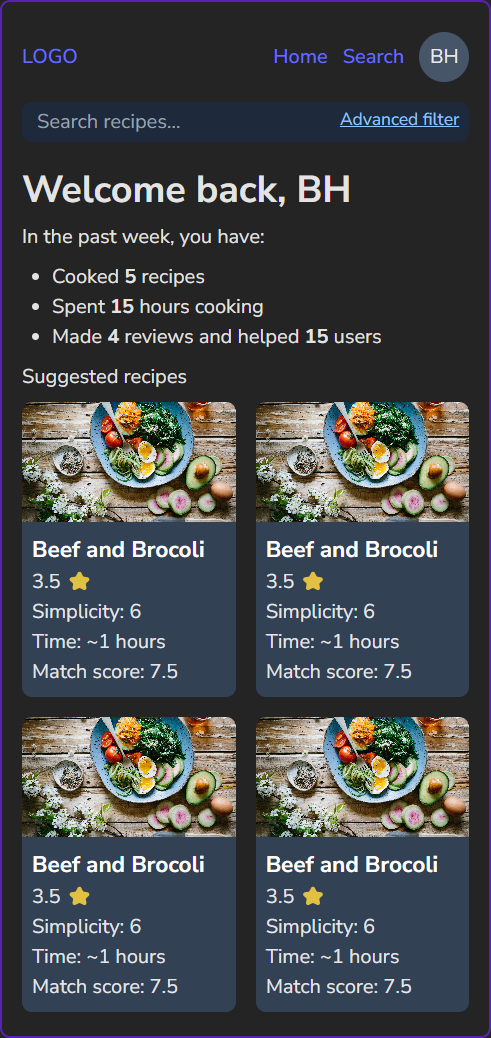 LOGO Home Search BH
Search recipes... Advanced filter
Welcome back, BH
In the past week, you have:
Cooked 5 recipes
Spent 15 hours cooking
Made 4 reviews and helped 15 users
Suggested recipes
Beef and Brocoli
3.5
Simplicity: 6
Time: ~1 hours
Match score: 7.5
Beef and Brocoli
3.5
Simplicity: 6
Time: ~1 hours
Match score: 7.5
Beef and Brocoli
3.5
Simplicity: 6
Time: ~1 hours
Match score: 7.5
Beef and Brocoli
3.5
Simplicity: 6
Time: ~1 hours
Match score: 7.5